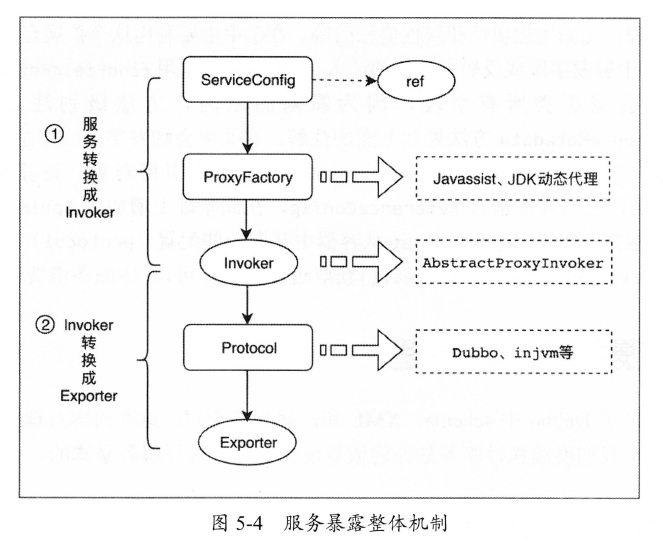 ServiceConfig
ref
①
服务转换成Invoker
ProxyFactory
Javassist、JDK动态代理
Invoker
AbstractProxyInvoker
② Invoker转换成Exporter
Protocol
Dubbo、injvm等
Exporter
图 5-4 服务暴露整体机制